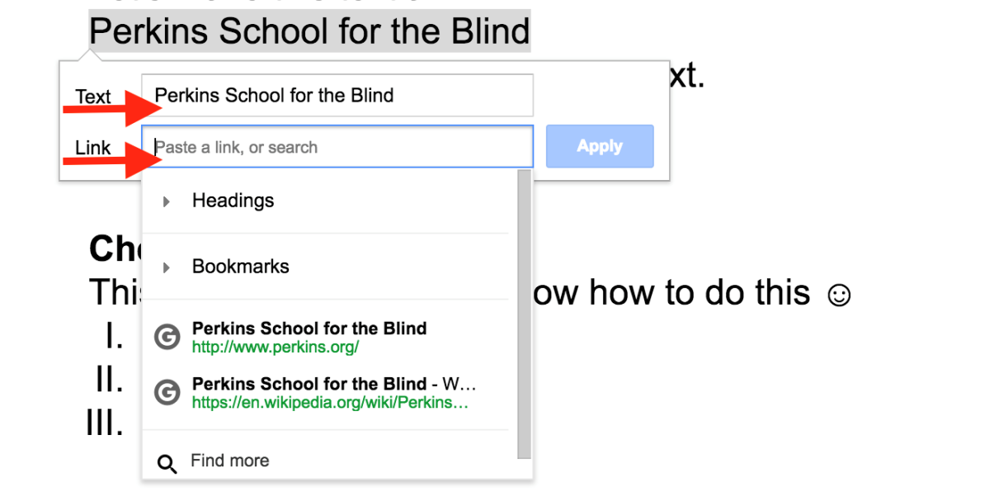 Perkins School for the Blind
xt.
Text Perkins School for the Blind
Link Paste a link, or search Apply
Headings
Bookmarks
Thi ow how to do this ☺
I.
Perkins School for the Blind
http://www.perkins.org/
II.
Perkins School for the Blind - W...
https://en.wikipedia.org/wiki/Perkins...
III.
Find more